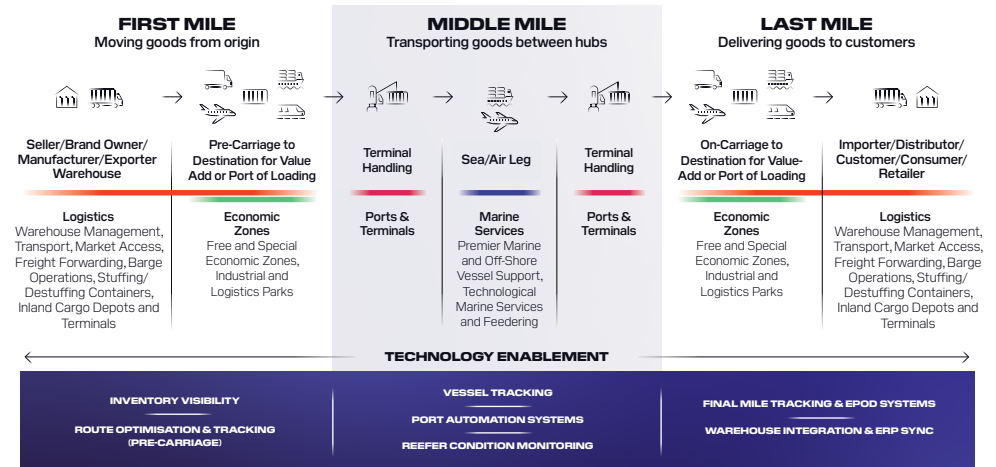 FIRST MILE
Moving goods from origin
MIDDLE MILE
Transporting goods between hubs
LAST MILE
Delivering goods to customers
Seller/Brand Owner/
Manufacturer/Exporter
Warehouse
Pre-Carriage to
Destination for Value
Add or Port of Loading
Terminal
Handling
Sea/Air Leg
Terminal
Handling
On-Carriage to
Destination for Value-
Add or Port of Loading
Importer/Distributor/
Customer/Consumer/
Retailer
Logistics
Warehouse Management,
Transport, Market Access,
Freight Forwarding, Barge
Operations, Stuffing/
Destuffing Containers,
Inland Cargo Depots and
Terminals
Economic
Zones
Free and Special
Economic Zones,
Industrial and
Logistics Parks
Ports &
Terminals
Marine
Services
Premier Marine
and Off-Shore
Vessel Support,
Technological
Marine Services
and Feedering
Ports &
Terminals
Economic
Zones
Free and Special
Economic Zones,
Industrial and
Logistics Parks
Logistics
Warehouse Management,
Transport, Market Access,
Freight Forwarding, Barge
Operations, Stuffing/
Destuffing Containers,
Inland Cargo Depots and
Terminals
TECHNOLOGY ENABLEMENT
INVENTORY VISIBILITY
ROUTE OPTIMISATION & TRACKING
(PRE-CARRIAGE)
VESSEL TRACKING
PORT AUTOMATION SYSTEMS
REEFER CONDITION MONITORING
FINAL MILE TRACKING & EPOD SYSTEMS
WAREHOUSE INTEGRATION & ERP SYNC